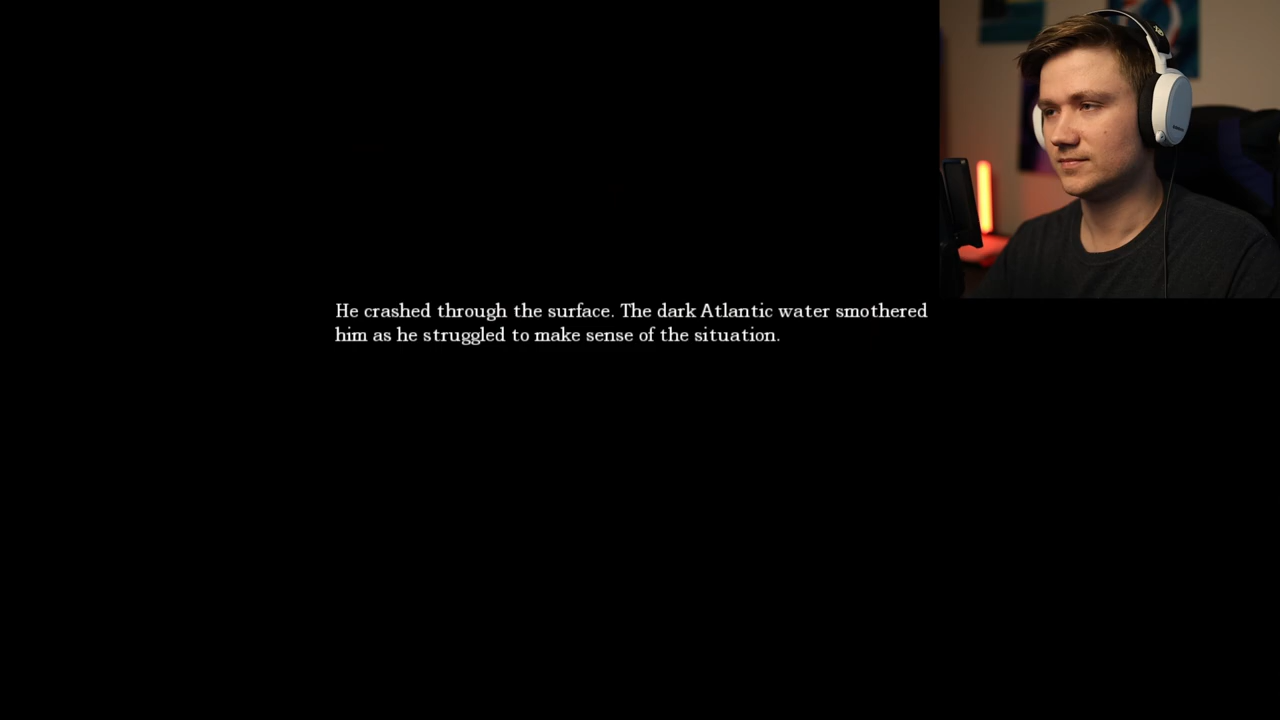 He crashed through the surface. The dark Atlantic water smothered
him as he struggled to make sense of the situation.